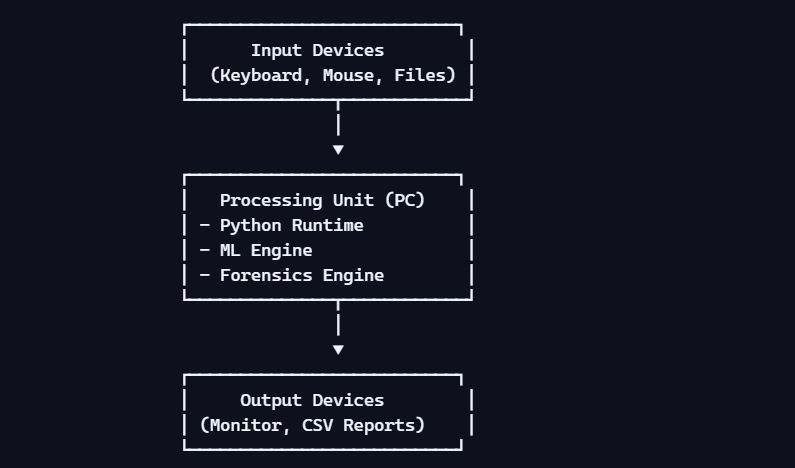 Input Devices
(Keyboard, Mouse, Files)
Processing Unit (PC)
– Python Runtime
– ML Engine
– Forensics Engine
Output Devices
(Monitor, CSV Reports)